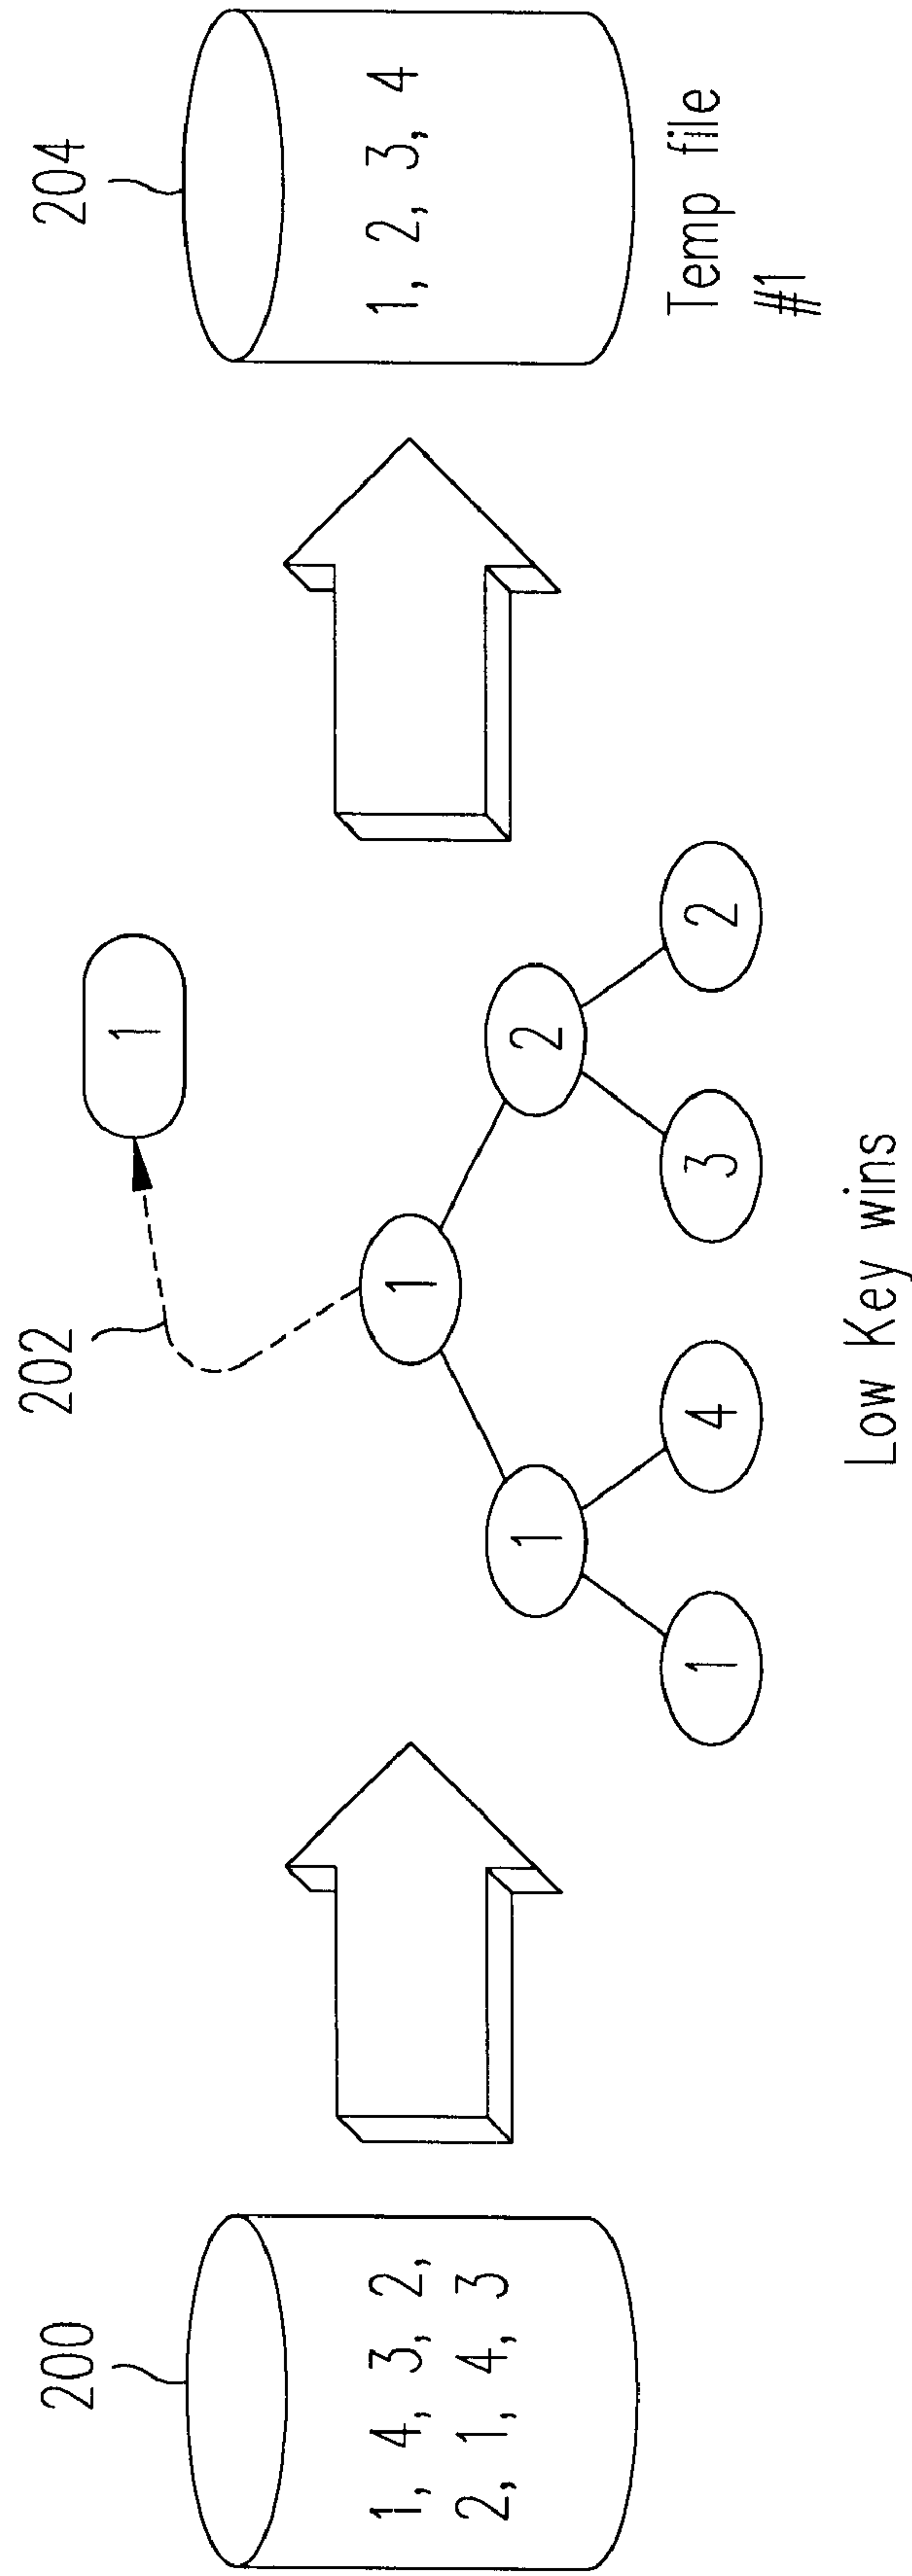 200
1, 4, 3, 2,
2, 1, 4, 3
202
1
1
1
2
1
4
3
2
Low Key wins
204
1, 2, 3, 4
Temp file
#1